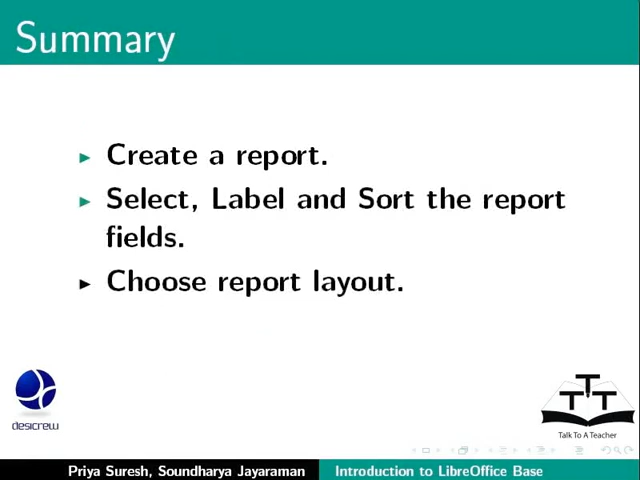 Summary
Create a report.
Select, Label and Sort the report
fields.
Choose report layout.
desicrew
T T T
Talk To A Teacher
Priya Suresh, Soundharya Jayaraman
Introduction to LibreOffice Base